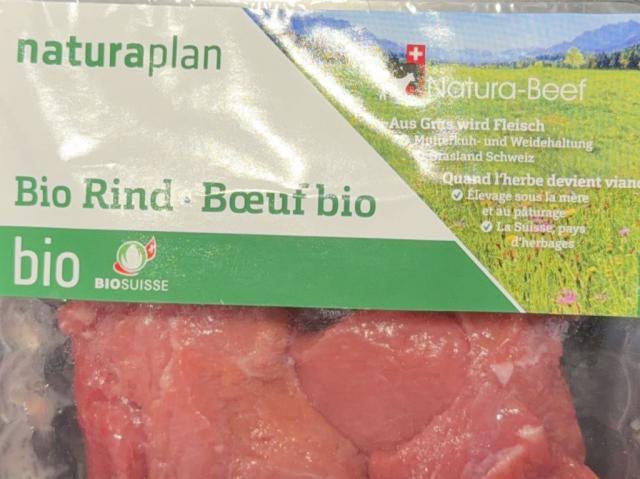 naturaplan
Natura-Beef
Aus Gras wird Fleisch
Mutterkuh- und Weidehaltung
Grasland Schweiz
Quand l'herbe devient vian
Élevage sous la mère
et au pâturage
La Suisse, pays
d'herbages
Bio Rind · Bœuf bio
bio
BIOSUISSE